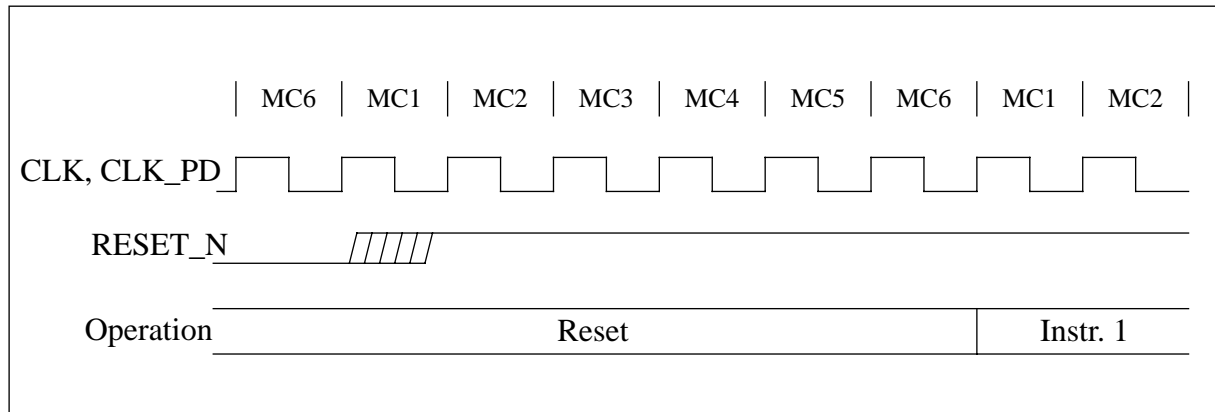 MC6 MC1 MC2 MC3 MC4 MC5 MC6 MC1 MC2
CLK, CLK_PD
RESET_N
Operation Reset Instr. 1